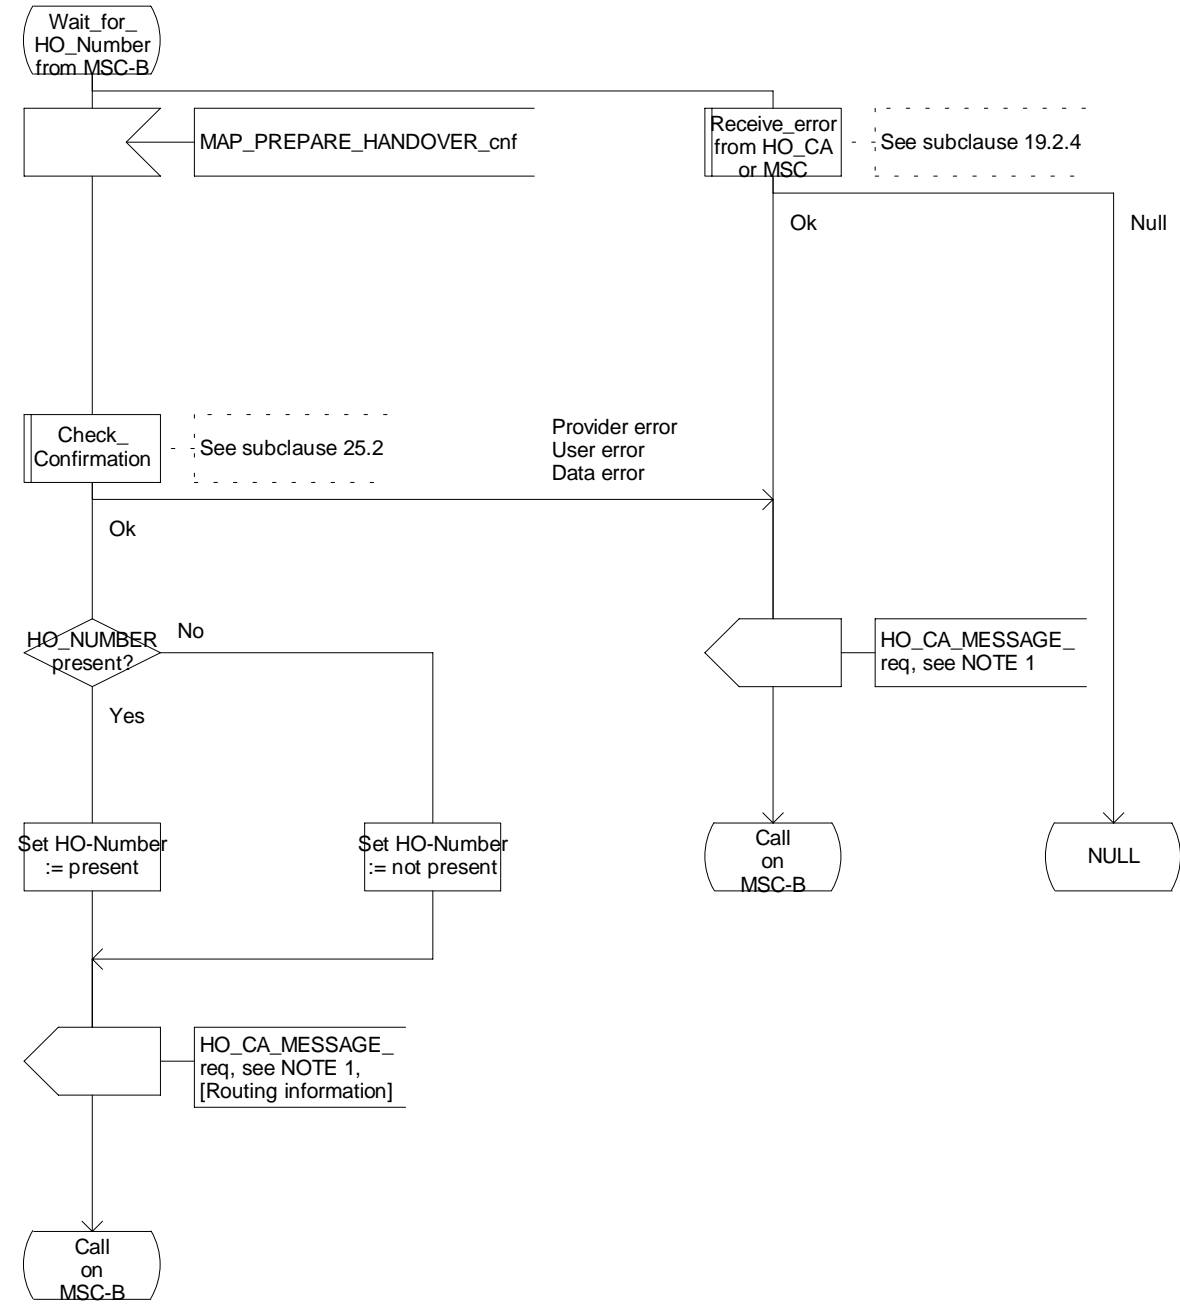 Wait_for_
HO_Number
from MSC-B
MAP_PREPARE_HANDOVER_cnf
Receive_error
from HO_CA
or MSC
See subclause 19.2.4
Ok
Null
Check_
Confirmation
See subclause 25.2
Provider error
User error
Data error
Ok
HO_NUMBER
present?
No
Yes
HO_CA_MESSAGE_
req, see NOTE 1
Set HO-Number
:= present
Set HO-Number
:= not present
Call
on
MSC-B
NULL
HO_CA_MESSAGE_
req, see NOTE 1,
[Routing information]
Call
on
MSC-B